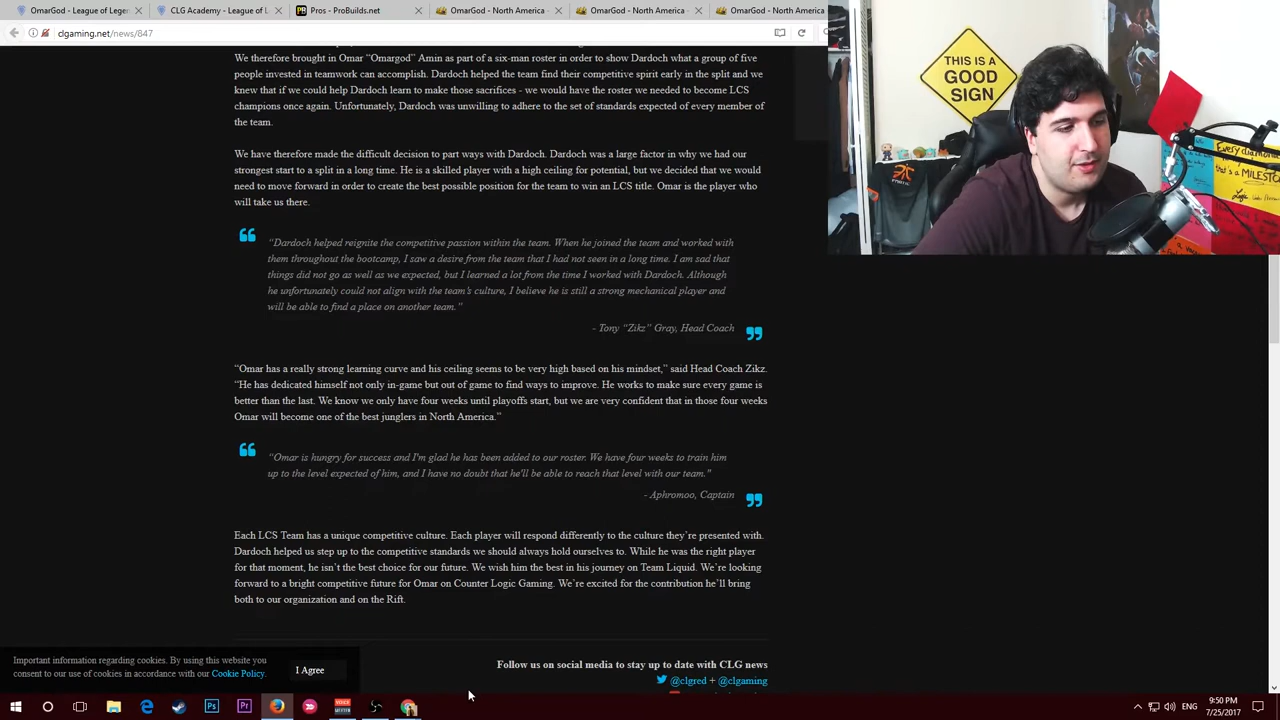 OmarGod - League of Legen
CLG Academy - League of L
Pros - ProBuilds.net
OmarGod - North America -
OmarGod - North America -
OmarGod - North America
clgaming.net/news/847
We therefore brought in Omar “Omargod” Amin as part of a six-man roster in order to show Dardoch what a group of five
people invested in teamwork can accomplish. Dardoch helped the team find their competitive spirit early in the split and we
knew that if we could help Dardoch learn to make those sacrifices - we would have the roster we needed to become LCS
champions once again. Unfortunately, Dardoch was unwilling to adhere to the set of standards expected of every member of
the team.
We have therefore made the difficult decision to part ways with Dardoch. Dardoch was a large factor in why we had our
strongest start to a split in a long time. He is a skilled player with a high ceiling for potential, but we decided that we would
need to move forward in order to create the best possible position for the team to win an LCS title. Omar is the player who
will take us there.
“Dardoch helped reignite the competitive passion within the team. When he joined the team and worked with
them throughout the bootcamp, I saw a desire from the team that I had not seen in a long time. I am sad that
things did not go as well as we expected, but I learned a lot from the time I worked with Dardoch. Although
he unfortunately could not align with the team’s culture, I believe he is still a strong mechanical player and
will be able to find a place on another team.”
- Tony “Zikz” Gray, Head Coach
“Omar has a really strong learning curve and his ceiling seems to be very high based on his mindset,” said Head Coach Zikz.
“He has dedicated himself not only in-game but out of game to find ways to improve. He works to make sure every game is
better than the last. We know we only have four weeks until playoffs start, but we are very confident that in those four weeks
Omar will become one of the best junglers in North America.”
“Omar is hungry for success and I'm glad he has been added to our roster. We have four weeks to train him
up to the level expected of him, and I have no doubt that he'll be able to reach that level with our team."
- Aphromoo, Captain
Each LCS Team has a unique competitive culture. Each player will respond differently to the culture they’re presented with.
Dardoch helped us step up to the competitive standards we should always hold ourselves to. While he was the right player
for that moment, he isn’t the best choice for our future. We wish him the best in his journey on Team Liquid. We’re looking
forward to a bright competitive future for Omar on Counter Logic Gaming. We’re excited for the contribution he’ll bring
both to our organization and on the Rift.
Important information regarding cookies. By using this website you
consent to our use of cookies in accordance with our Cookie Policy.
I Agree
Follow us on social media to stay up to date with CLG news
@clgred + @clgaming
THIS IS A
GOOD
SIGN
FNATIC
Every diamond
that's a MILESTO
Logic
ENG
9:50 PM
7/25/2017